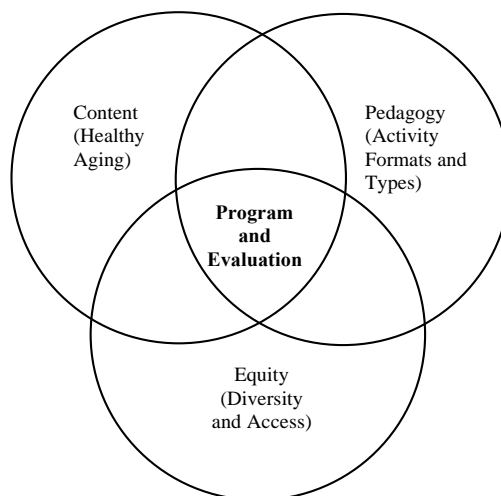 Content
(Healthy
Aging)
Pedagogy
(Activity
Formats and
Types)
Program
and
Evaluation
Equity
(Diversity
and Access)